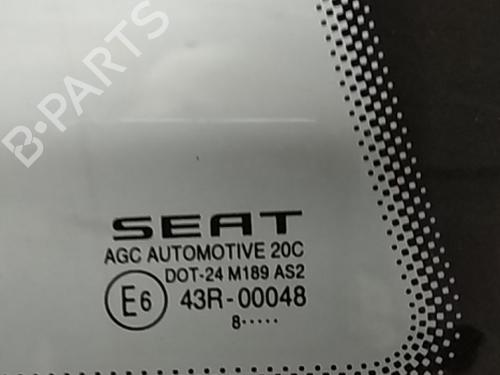 B-PARTS
SEAT
AGC AUTOMOTIVE 20C
DOT-24 M189 AS2
E6 43R-00048
8.....